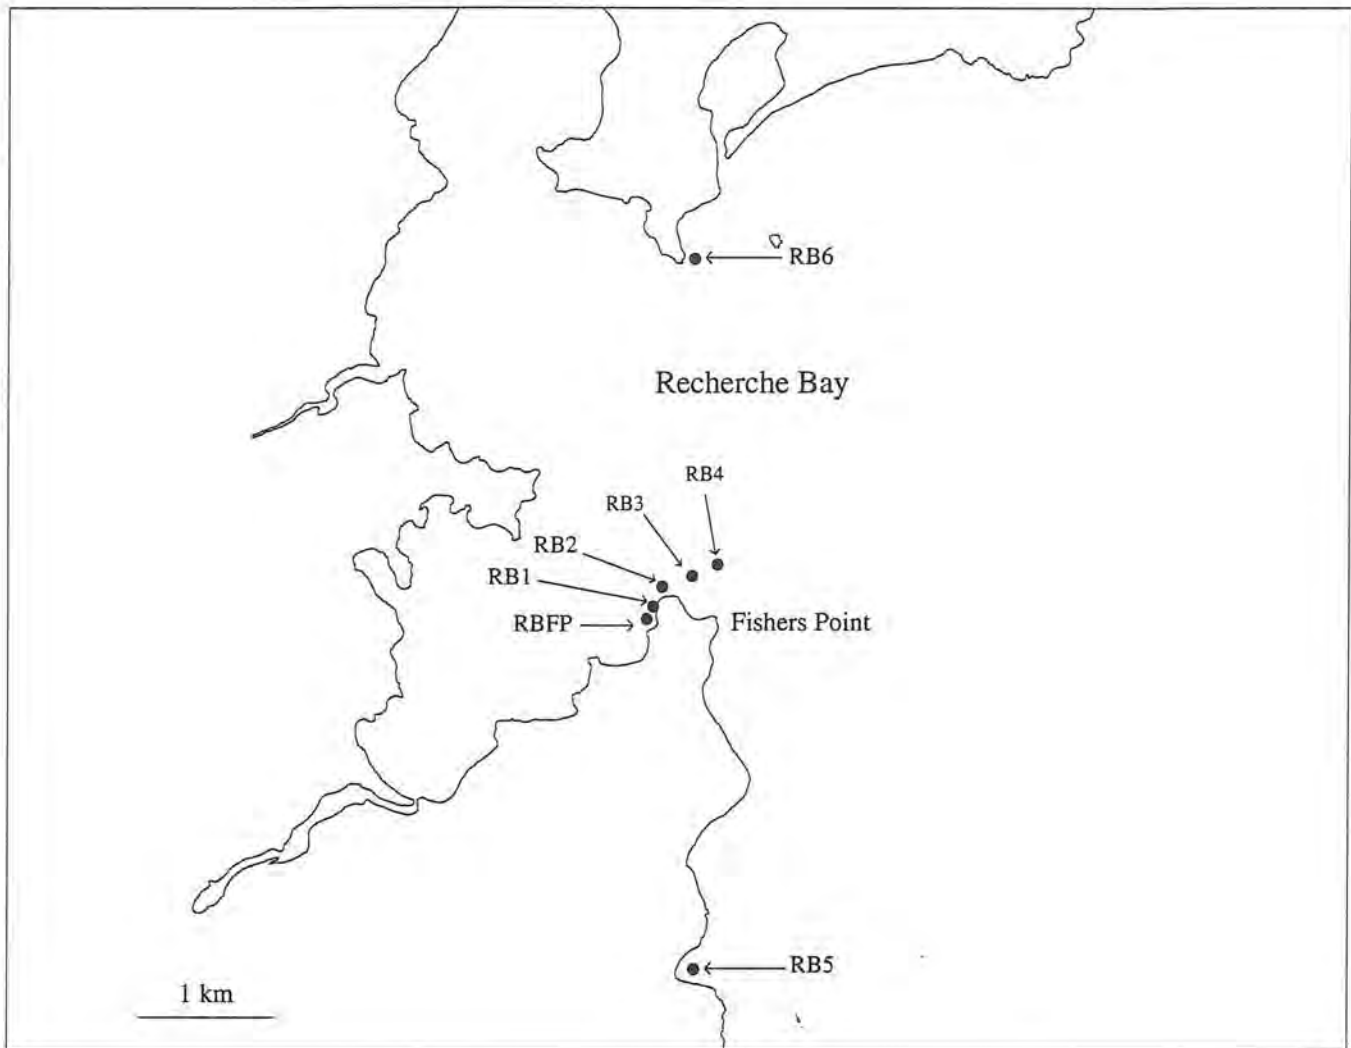 RB6
Recherche Bay
RB4
RB3
RB2
RB1
RBFP
Fishers Point
RB5
1 km